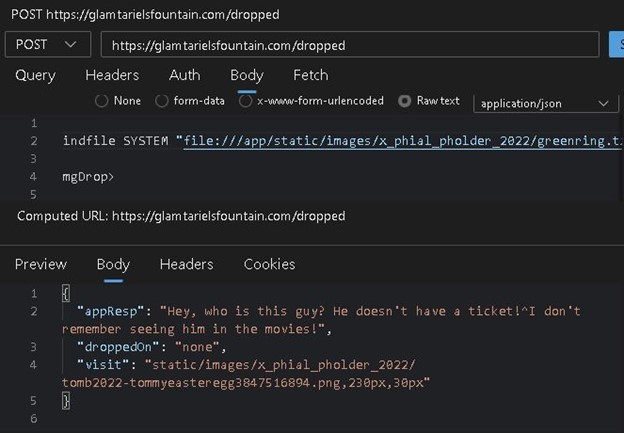 POST https://glamtarielsfountain.com/dropped
POST https://glamtarielsfountain.com/dropped
Query Headers Auth Body Fetch
None form-data x-www-form-urlencoded Raw text application/json
1
2 indfile SYSTEM "file:///app/static/images/x_phial_pholder_2022/greenring.t
3
4 mgDrop>
5
Computed URL: https://glamtarielsfountain.com/dropped
Preview Body Headers Cookies
1 {
2 "appResp": "Hey, who is this guy? He doesn't have a ticket!^I don't
remember seeing him in the movies!",
3 "droppedOn": "none",
4 "visit": "static/images/x_phial_pholder_2022/
tomb2022-tommyeasteregg3847516894.png,230px,30px"
5 }
6